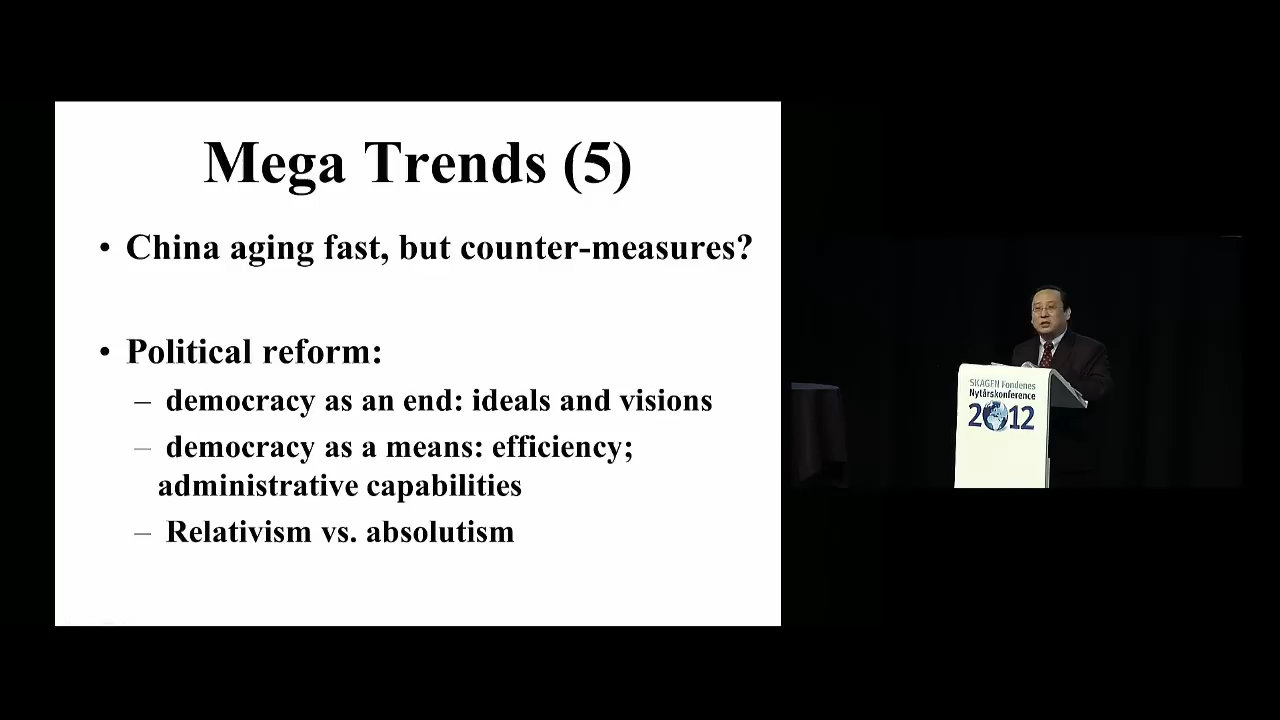 Mega Trends (5)
• China aging fast, but counter-measures?
• Political reform:
– democracy as an end: ideals and visions
– democracy as a means: efficiency;
administrative capabilities
– Relativism vs. absolutism
SKAGEN Fondenes
Nytårskonference
2012